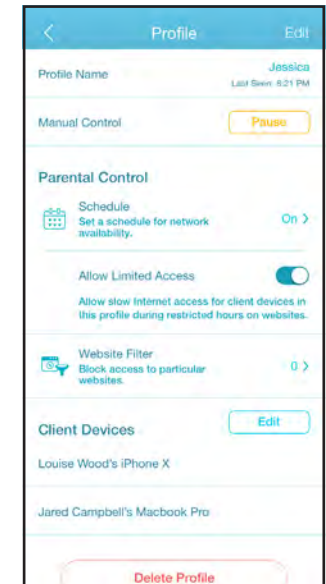 Profile
Edit
Profile Name
Jessica
Last Seen: 8:21 PM
Manual Control
Pause
Parental Control
Schedule
Set a schedule for network
availability.
On
Allow Limited Access
Allow slow Internet access for client devices in
this profile during restricted hours on websites.
Website Filter
Block access to particular
websites.
0
Client Devices
Edit
Louise Wood's iPhone X
Jared Campbell's Macbook Pro
Delete Profile